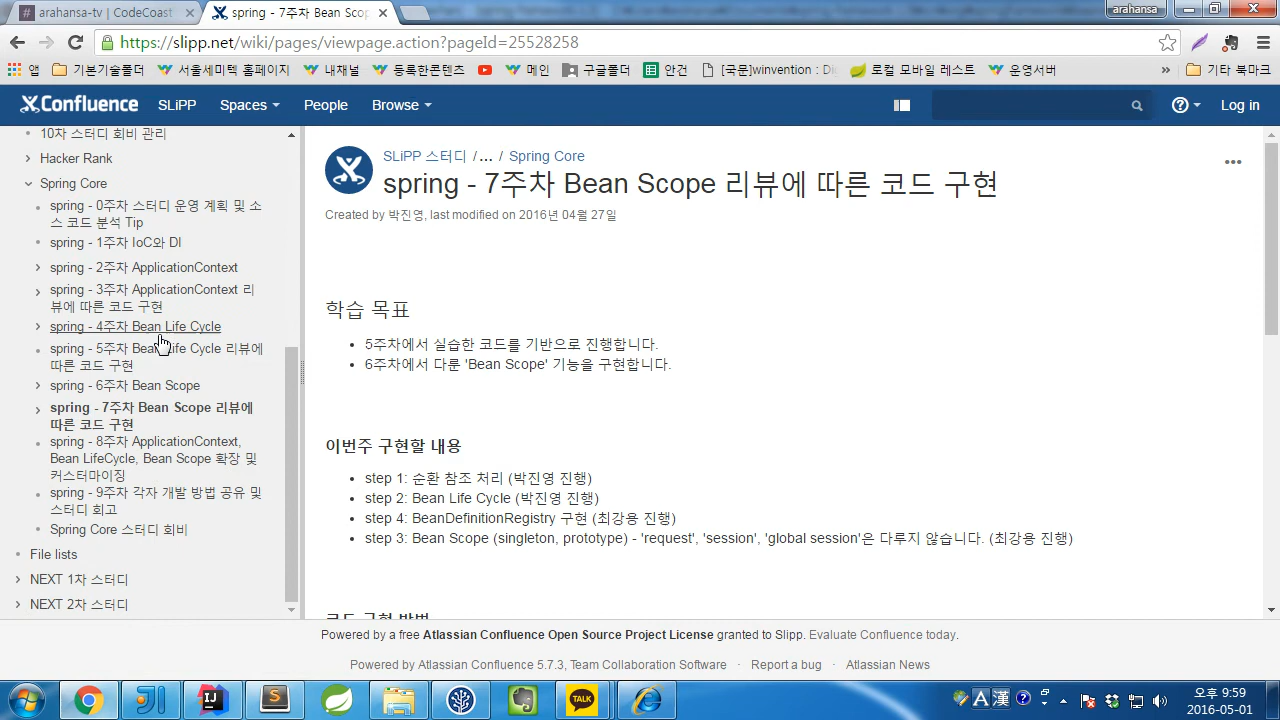 arahansa-tv | CodeCoast
spring - 7주차 Bean Scop
arahansa
https://slipp.net/wiki/pages/viewpage.action?pageId=25528258
앱
기본기술폴더
서울세미텍 홈페이지
내채널
등록한컨텐츠
메인
구글폴더
안건
[국문]winvention : Di
로컬 모바일 레스트
운영서버
»
기타 북마크
Confluence
SLiPP
Spaces
People
Browse
Log in
10차 스터디 회비 관리
Hacker Rank
Spring Core
spring - 0주차 스터디 운영 계획 및 소
스 코드 분석 Tip
spring - 1주차 IoC와 DI
spring - 2주차 ApplicationContext
spring - 3주차 ApplicationContext 리
뷰에 따른 코드 구현
spring - 4주차 Bean Life Cycle
spring - 5주차 Bean Life Cycle 리뷰에
따른 코드 구현
spring - 6주차 Bean Scope
spring - 7주차 Bean Scope 리뷰에
따른 코드 구현
spring - 8주차 ApplicationContext,
Bean LifeCycle, Bean Scope 확장 및
커스터마이징
spring - 9주차 각자 개발 방법 공유 및
스터디 회고
Spring Core 스터디 회비
File lists
NEXT 1차 스터디
NEXT 2차 스터디
SLiPP 스터디 /... / Spring Core
spring - 7주차 Bean Scope 리뷰에 따른 코드 구현
Created by 박진영, last modified on 2016년 04월 27일
학습 목표
5주차에서 실습한 코드를 기반으로 진행합니다.
6주차에서 다룬 'Bean Scope' 기능을 구현합니다.
이번주 구현할 내용
step 1: 순환 참조 처리 (박진영 진행)
step 2: Bean Life Cycle (박진영 진행)
step 4: BeanDefinitionRegistry 구현 (최강용 진행)
step 3: Bean Scope (singleton, prototype) - 'request', 'session', 'global session'은 다루지 않습니다. (최강용 진행)
코드 구현 방법
Powered by a free Atlassian Confluence Open Source Project License granted to Slipp. Evaluate Confluence today.
Powered by Atlassian Confluence 5.7.3, Team Collaboration Software · Report a bug · Atlassian News
TALK
A 漢
오후 9:59
2016-05-01